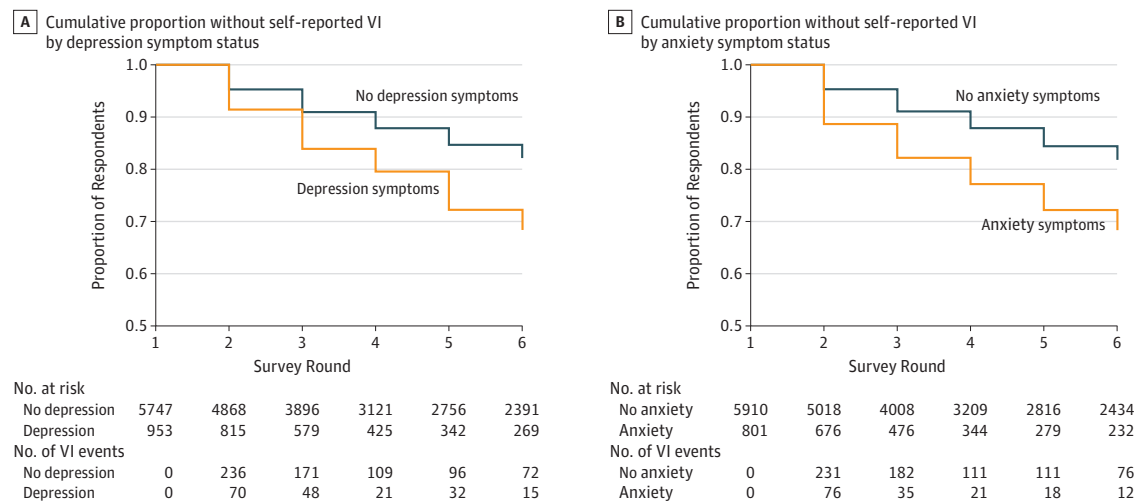 A Cumulative proportion without self-reported VI
by depression symptom status
1.0
0.9
0.8
0.7
0.6
0.5
Proportion of Respondents
No depression symptoms
Depression symptoms
1 2 3 4 5 6
Survey Round
No. at risk
No depression 5747 4868 3896 3121 2756 2391
Depression 953 815 579 425 342 269
No. of VI events
No depression 0 236 171 109 96 72
Depression 0 70 48 21 32 15
B Cumulative proportion without self-reported VI
by anxiety symptom status
1.0
0.9
0.8
0.7
0.6
0.5
Proportion of Respondents
No anxiety symptoms
Anxiety symptoms
1 2 3 4 5 6
Survey Round
No. at risk
No anxiety 5910 5018 4008 3209 2816 2434
Anxiety 801 676 476 344 279 232
No. of VI events
No anxiety 0 231 182 111 111 76
Anxiety 0 76 35 21 18 12